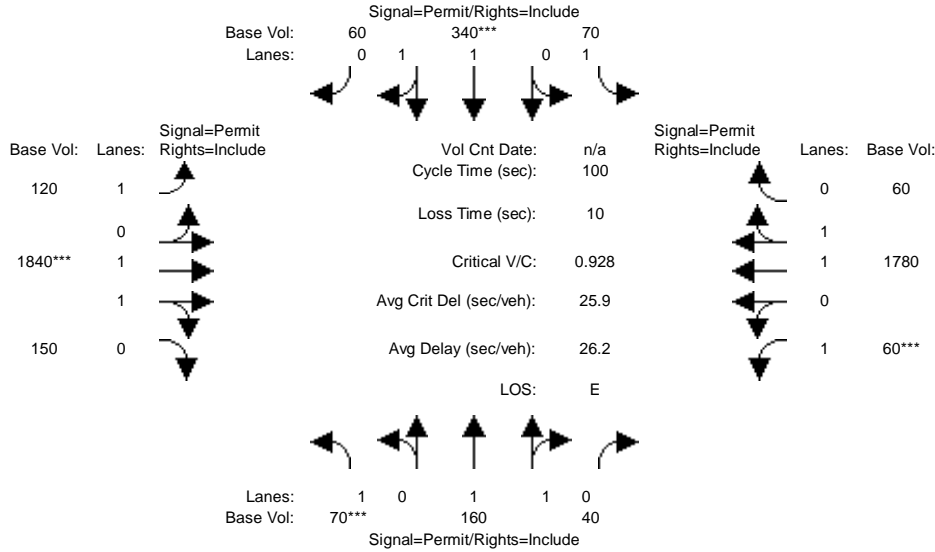 Signal=Permit/Rights=Include
Base Vol: 60 340*** 70
Lanes: 0 1 1 0 1
Signal=Permit
Base Vol: Lanes: Rights=Include
Vol Cnt Date: n/a
Signal=Permit
Rights=Include Lanes: Base Vol:
Cycle Time (sec): 100
120 1
0 60
Loss Time (sec): 10
0
1
1840*** 1
Critical V/C: 0.928
1 1780
1
Avg Crit Del (sec/veh): 25.9
0
150 0
Avg Delay (sec/veh): 26.2
1 60***
LOS: E
Lanes: 1 0 1 1 0
Base Vol: 70*** 160 40
Signal=Permit/Rights=Include